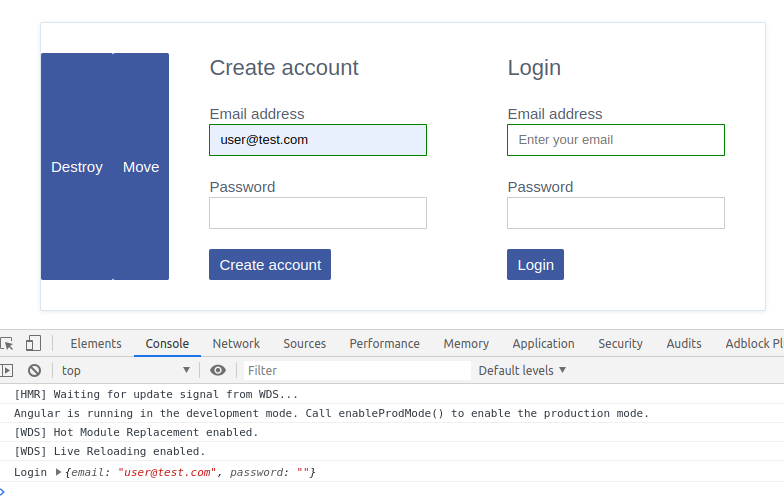 Create account
Login
Email address
Email address
user@test.com
Enter your email
Destroy
Move
Password
Password
Create account
Login
Elements Console Network Sources Performance Memory Application Security Audits Adblock Pl
top Filter Default levels
[HMR] Waiting for update signal from WDS...
Angular is running in the development mode. Call enableProdMode() to enable the production mode.
[WDS] Hot Module Replacement enabled.
[WDS] Live Reloading enabled.
Login {email: "user@test.com", password: ""}